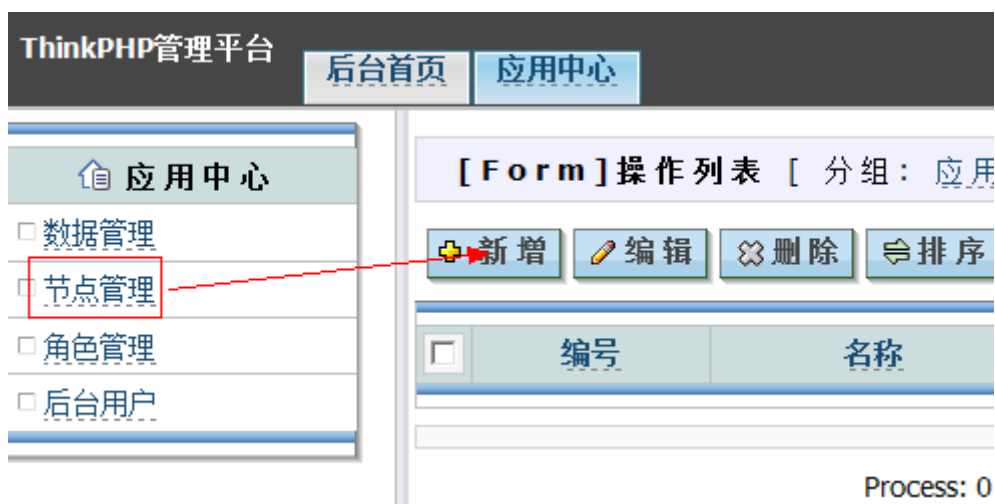 ThinkPHP管理平台
后台首页 应用中心
应用中心
数据管理
节点管理
角色管理
后台用户
[Form]操作列表 [ 分组： 应用
新增 编辑 删除 排序
编号 名称
Process: 0